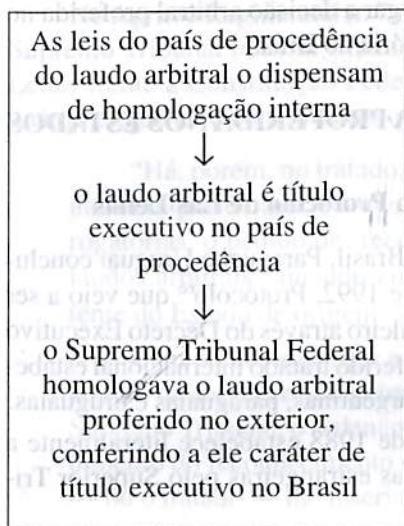 As leis do país de procedência
do laudo arbitral o dispensam
de homologação interna
↓
o laudo arbitral é título
executivo no país de
procedência
↓
o Supremo Tribunal Federal
homologava o laudo arbitral
proferido no exterior,
conferindo a ele caráter de
título executivo no Brasil